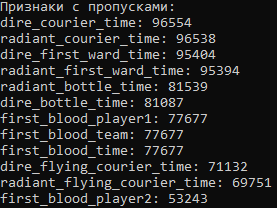 Признаки с пропусками:
dire_courier_time: 96554
radiant_courier_time: 96538
dire_first_ward_time: 95404
radiant_first_ward_time: 95394
radiant_bottle_time: 81539
dire_bottle_time: 81087
first_blood_player1: 77677
first_blood_team: 77677
first_blood_time: 77677
dire_flying_courier_time: 71132
radiant_flying_courier_time: 69751
first_blood_player2: 53243